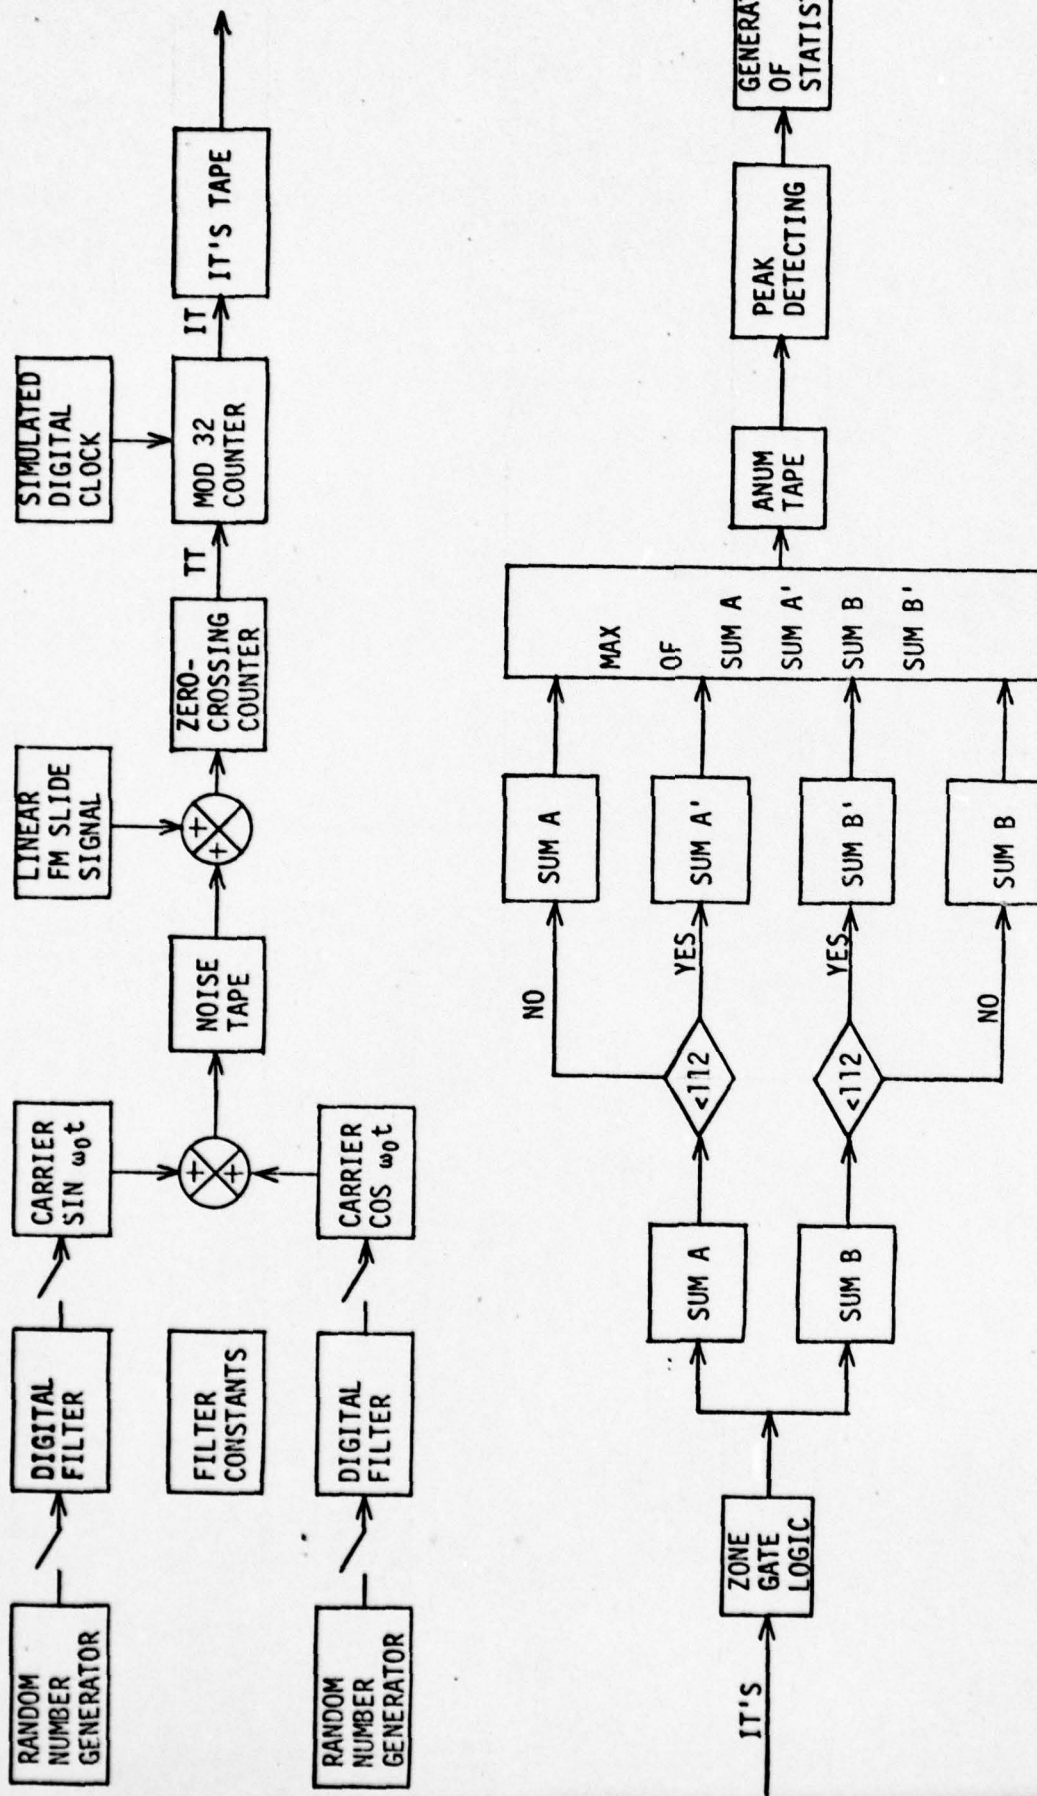 RANDOM
NUMBER
GENERATOR
DIGITAL
FILTER
CARRIER
SIN ω₀t
FILTER
CONSTANTS
RANDOM
NUMBER
GENERATOR
DIGITAL
FILTER
CARRIER
COS ω₀t
+
+
NOISE
TAPE
LINEAR
FM SLIDE
SIGNAL
+
+
ZERO-
CROSSING
COUNTER
TT
SIMULATED
DIGITAL
CLOCK
MOD 32
COUNTER
IT
IT'S TAPE
IT'S
ZONE
GATE
LOGIC
SUM A
SUM B
<112
<112
NO
YES
YES
NO
SUM A
SUM A'
SUM B'
SUM B
MAX
OF
SUM A
SUM A'
SUM B
SUM B'
ANUM
TAPE
PEAK
DETECTING
OF